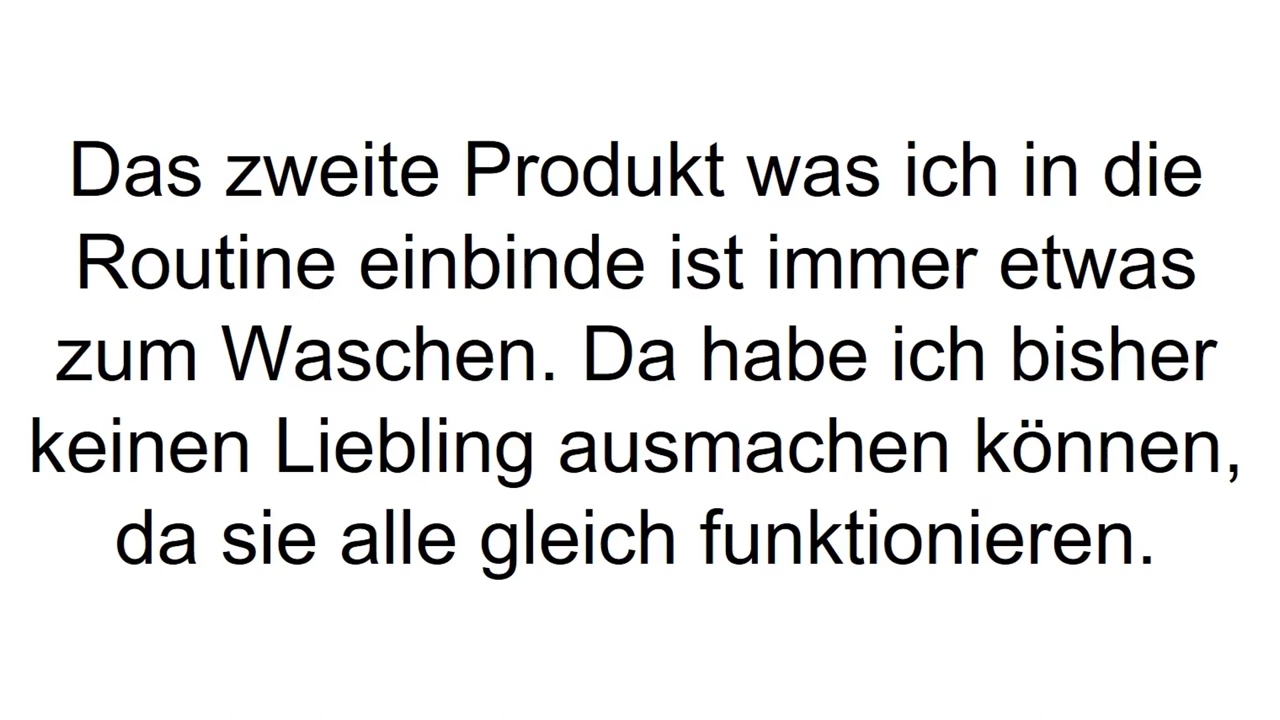 Das zweite Produkt was ich in die
Routine einbinde ist immer etwas
zum Waschen. Da habe ich bisher
keinen Liebling ausmachen können,
da sie alle gleich funktionieren.